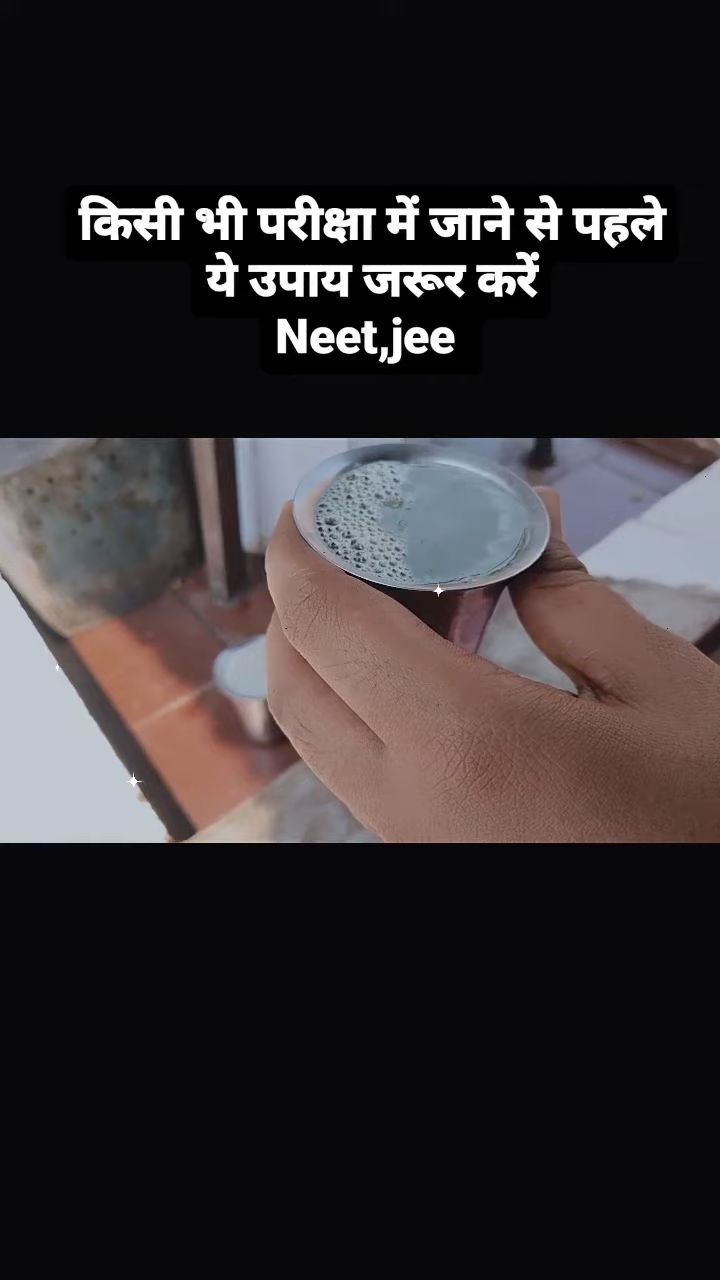 किसी भी परीक्षा में जाने से पहले
ये उपाय जरूर करें
Neet,jee